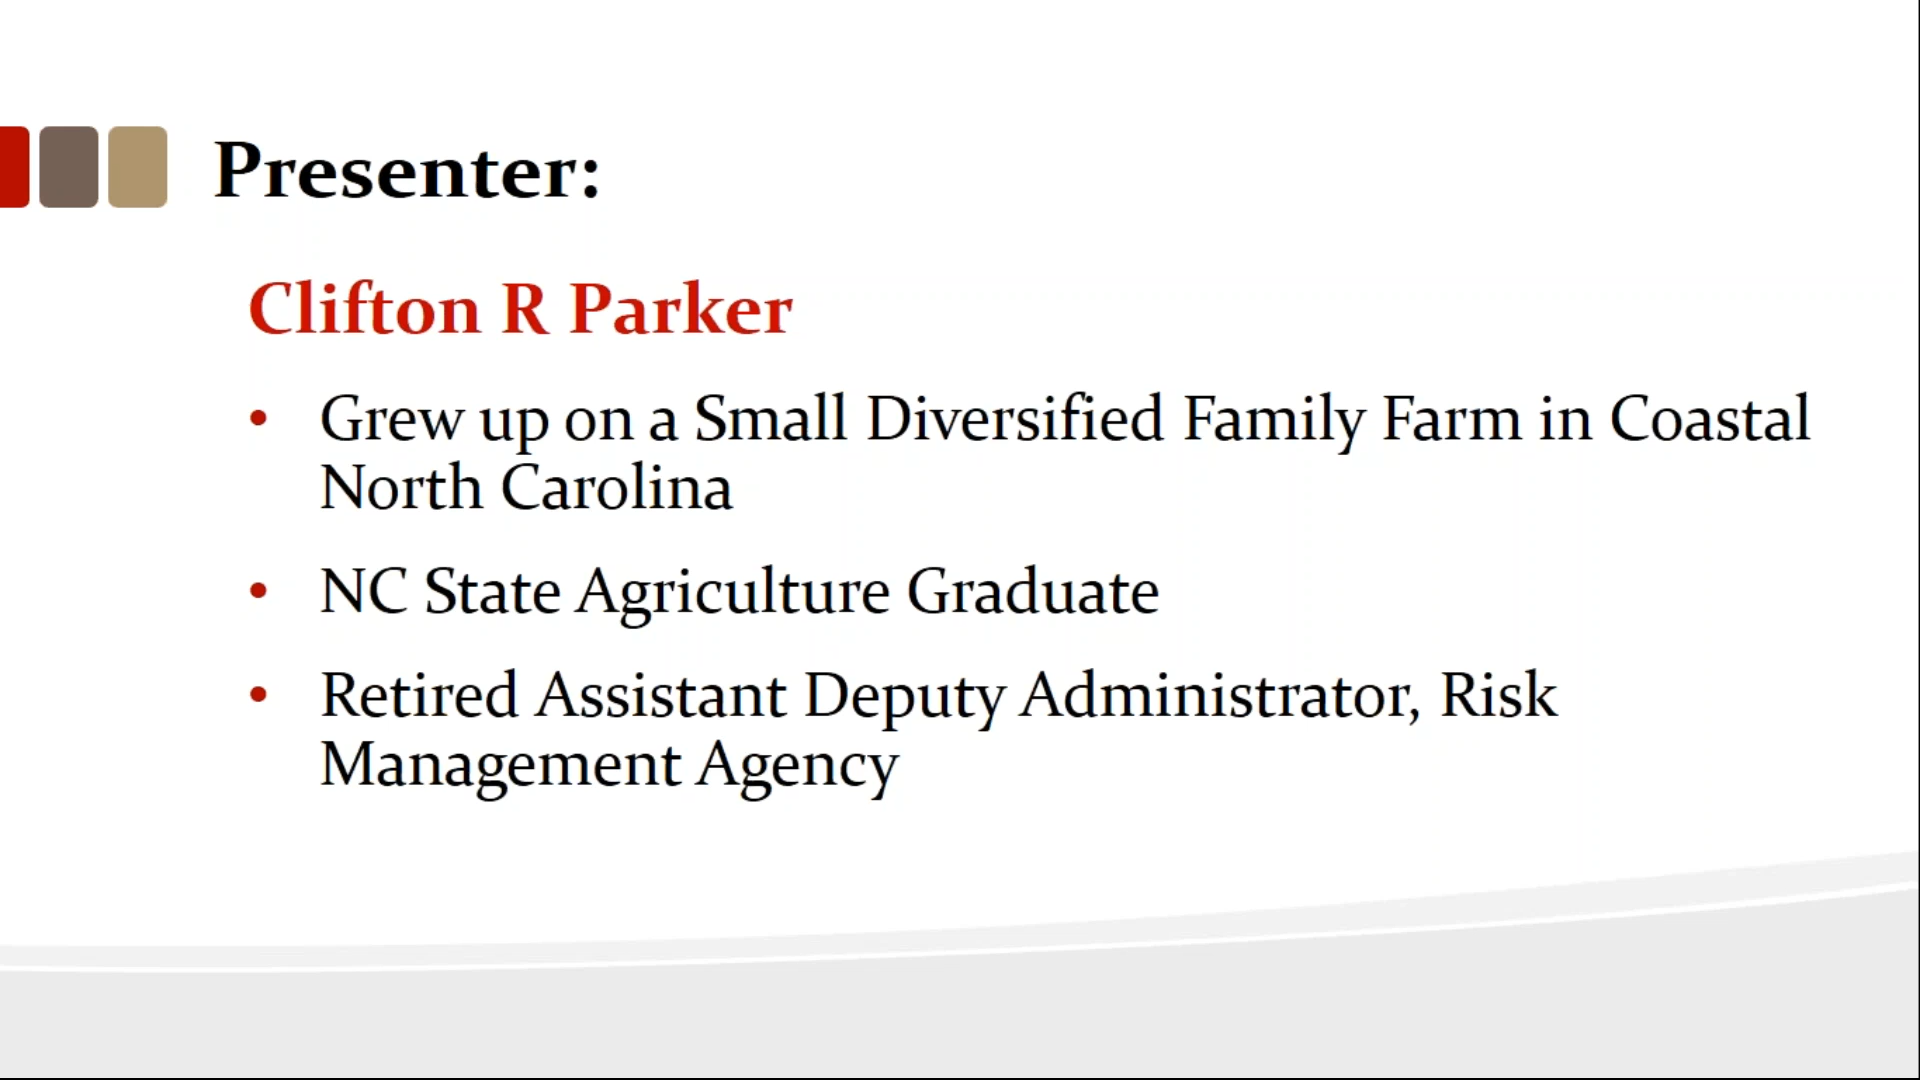 Presenter:
Clifton R Parker
• Grew up on a Small Diversified Family Farm in Coastal
North Carolina
• NC State Agriculture Graduate
• Retired Assistant Deputy Administrator, Risk
Management Agency